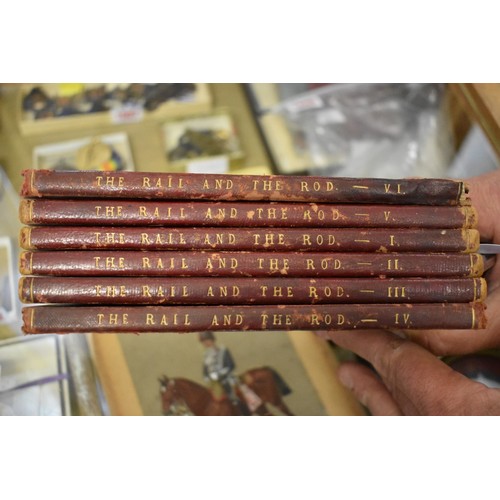 THE RAIL AND THE ROD. — VI.
THE RAIL AND THE ROD. — V.
THE RAIL AND THE ROD. — I.
THE RAIL AND THE ROD. — II.
THE RAIL AND THE ROD. — III.
THE RAIL AND THE ROD. — IV.